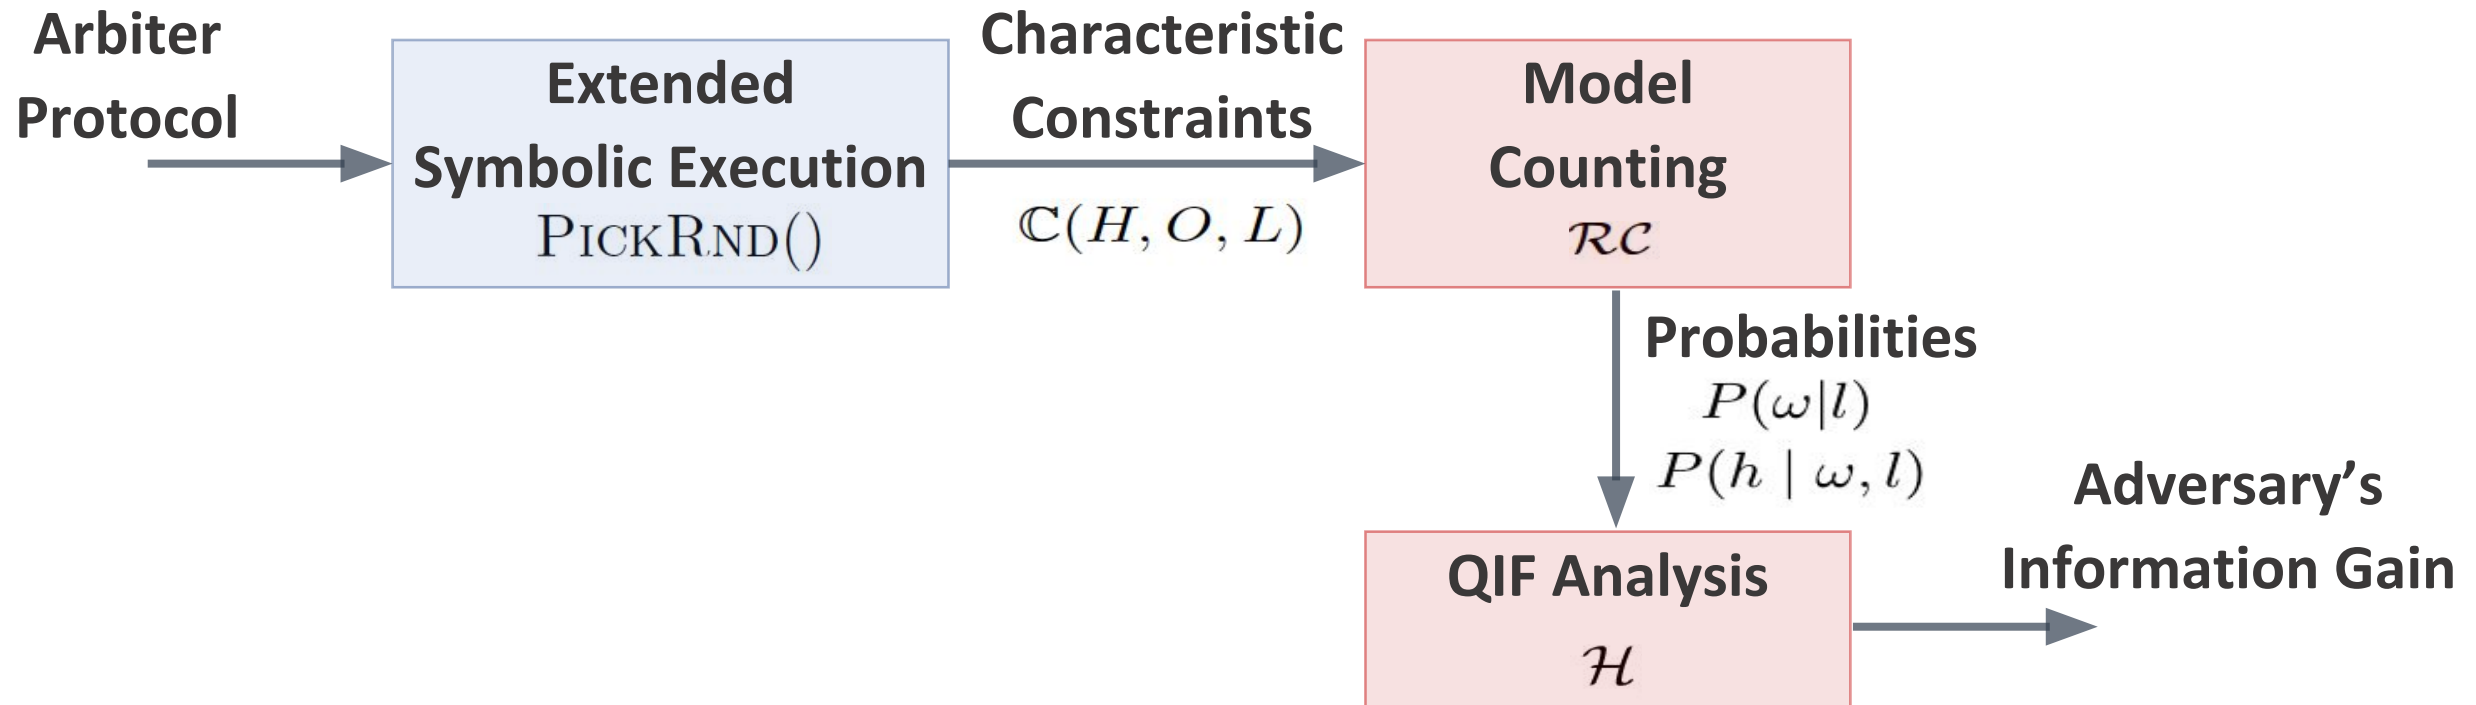 Arbiter
Protocol
Extended
Symbolic Execution
PICKRND()
Characteristic
Constraints
ℂ(H, O, L)
Model
Counting
ℛ𝒞
Probabilities
P(ω|l)
P(h | ω, l)
QIF Analysis
ℋ
Adversary’s
Information Gain